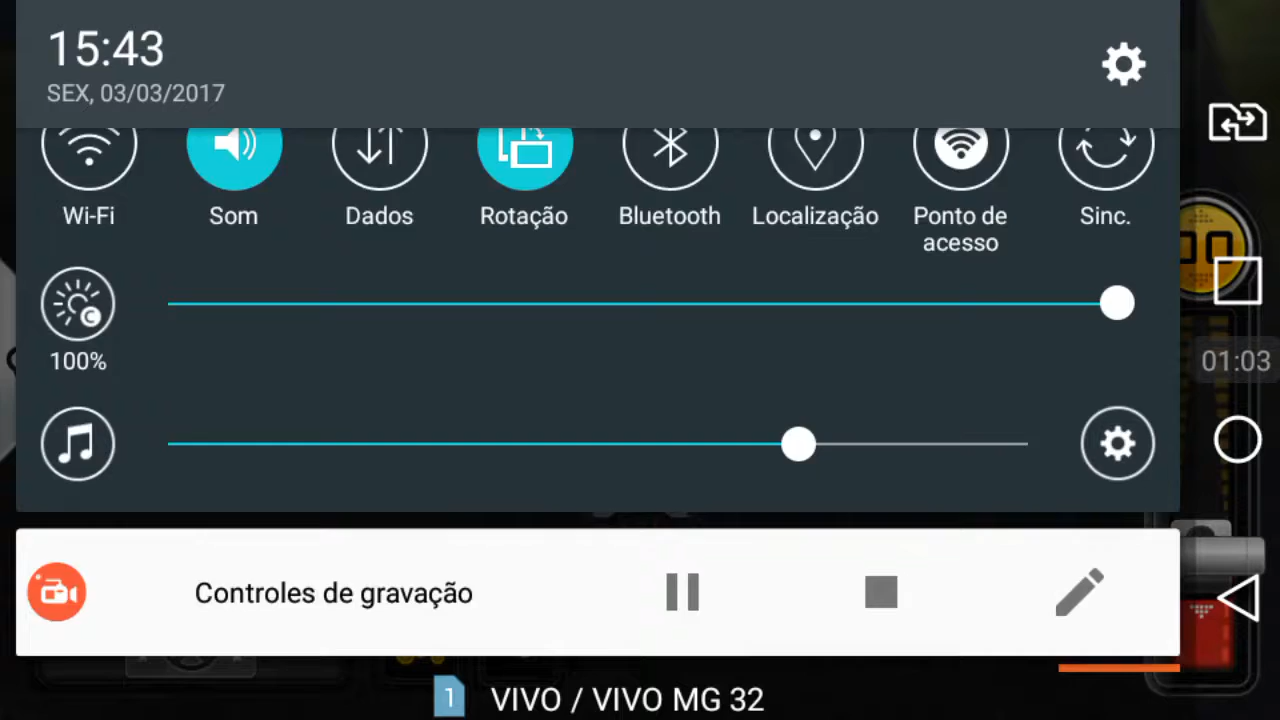 15:43
SEX, 03/03/2017
Wi-Fi
Som
Dados
Rotação
Bluetooth
Localização
Ponto de
acesso
Sinc.
100%
01:03
Controles de gravação
1 VIVO / VIVO MG 32